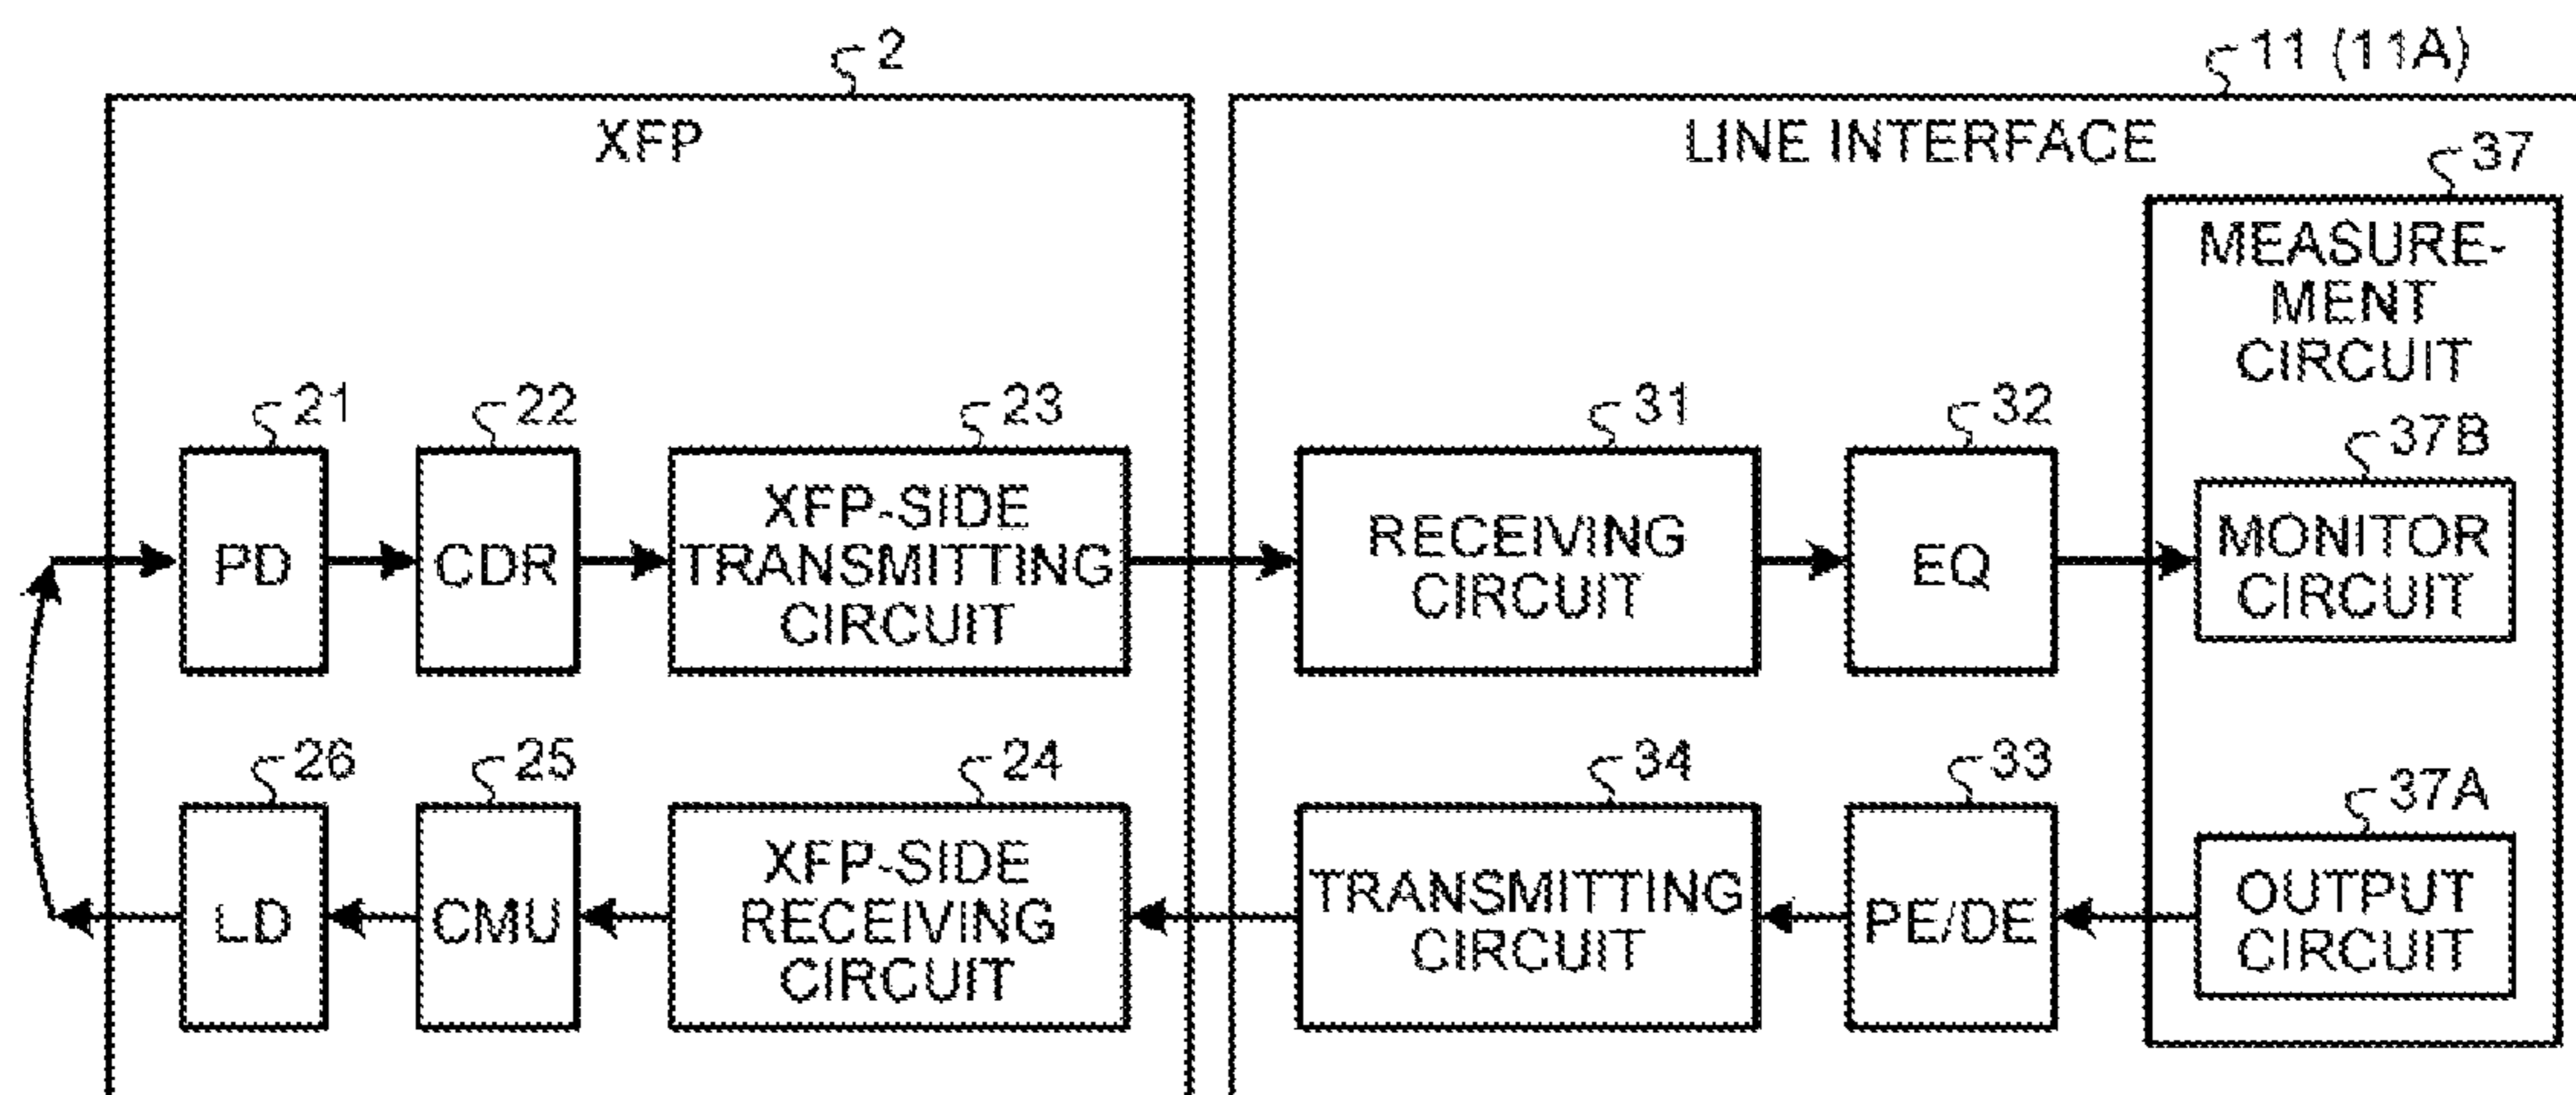 2
11 (11A)
XFP
LINE INTERFACE
37
MEASURE-
MENT
CIRCUIT
21
22
23
31
32
37B
PD
CDR
XFP-SIDE
TRANSMITTING
CIRCUIT
RECEIVING
CIRCUIT
EQ
MONITOR
CIRCUIT
26
25
24
34
33
37A
LD
CMU
XFP-SIDE
RECEIVING
CIRCUIT
TRANSMITTING
CIRCUIT
PE/DE
OUTPUT
CIRCUIT